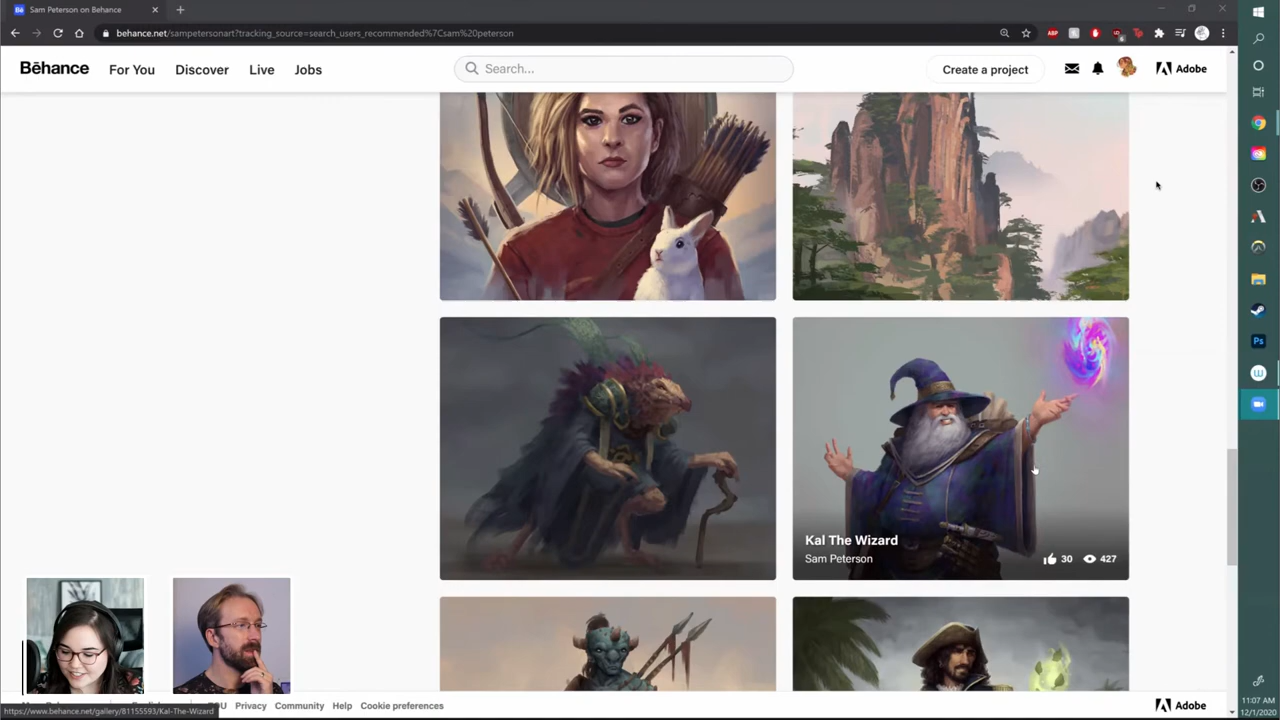 Sam Peterson on Behance
behance.net/sampetersonart?tracking_source=search_users_recommended%7Csam%20peterson
Bēhance
For You
Discover
Live
Jobs
Search...
Create a project
Adobe
Kal The Wizard
Sam Peterson
30
427
Privacy
Community
Help
Cookie preferences
Adobe
https://www.behance.net/gallery/81155593/Kal-The-Wizard
11:07 AM
12/1/2020